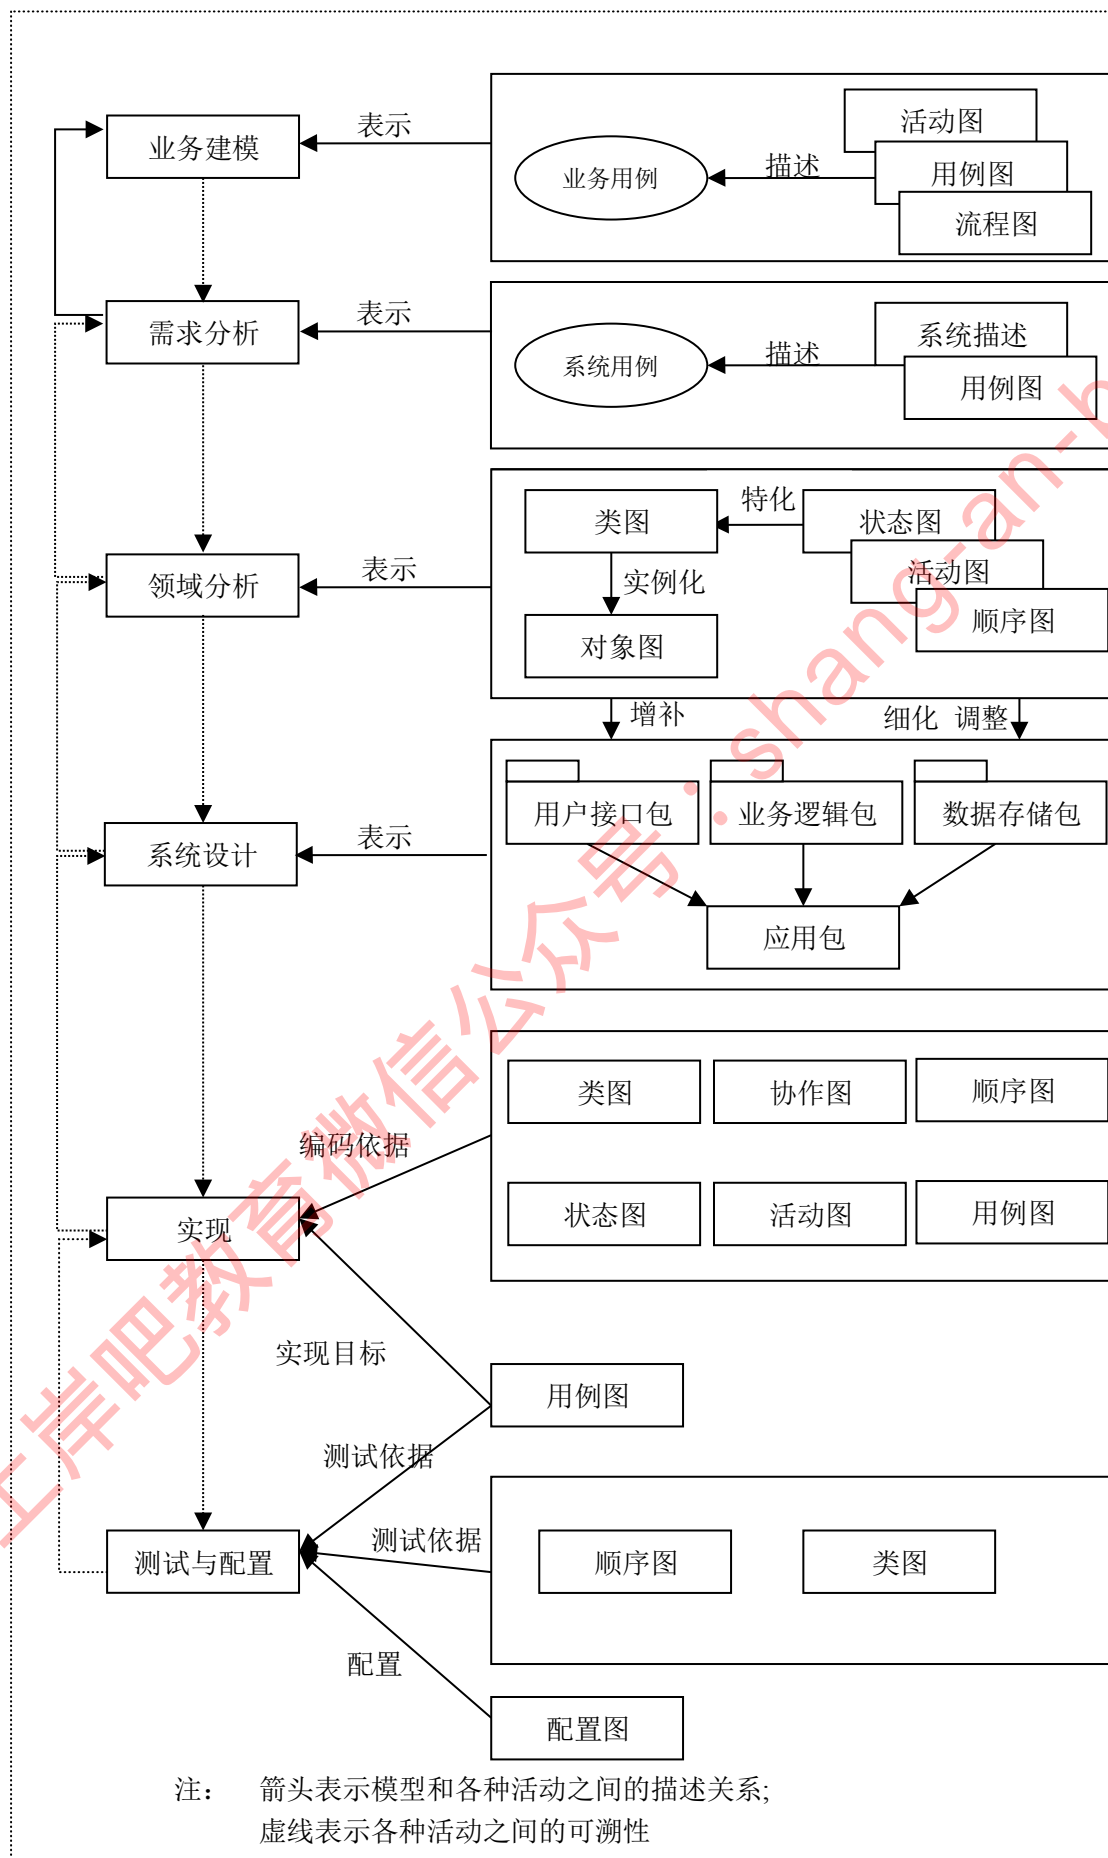 业务建模
表示
业务用例
描述
活动图
用例图
流程图
需求分析
表示
系统用例
描述
系统描述
用例图
领域分析
表示
类图
特化
状态图
活动图
顺序图
实例化
对象图
增补
细化 调整
系统设计
表示
用户接口包
业务逻辑包
数据存储包
应用包
实现
编码依据
类图
协作图
顺序图
状态图
活动图
用例图
实现目标
用例图
测试依据
测试与配置
测试依据
顺序图
类图
配置
配置图
注: 箭头表示模型和各种活动之间的描述关系;
虚线表示各种活动之间的可溯性
上岸吧教育微信公众号：shang-an-b